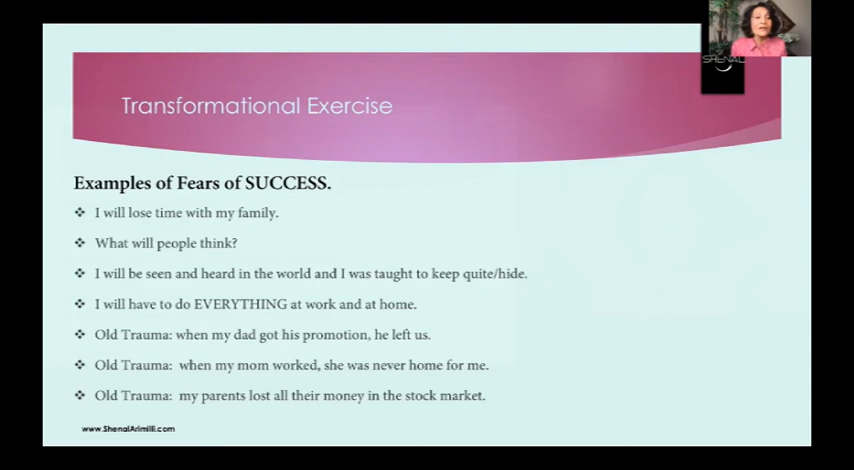 SHENAL
Transformational Exercise
Examples of Fears of SUCCESS.
I will lose time with my family.
What will people think?
I will be seen and heard in the world and I was taught to keep quite/hide.
I will have to do EVERYTHING at work and at home.
Old Trauma: when my dad got his promotion, he left us.
Old Trauma: when my mom worked, she was never home for me.
Old Trauma: my parents lost all their money in the stock market.
www.ShenalArimilli.com